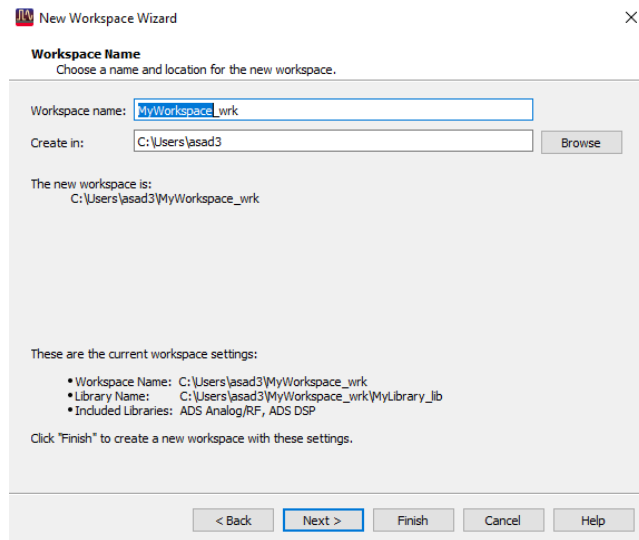 New Workspace Wizard
Workspace Name
Choose a name and location for the new workspace.
Workspace name: MyWorkspace_wrk
Create in: C:\Users\asad3 Browse
The new workspace is:
C:\Users\asad3\MyWorkspace_wrk
These are the current workspace settings:
• Workspace Name: C:\Users\asad3\MyWorkspace_wrk
• Library Name: C:\Users\asad3\MyWorkspace_wrk\MyLibrary_lib
• Included Libraries: ADS Analog/RF, ADS DSP
Click "Finish" to create a new workspace with these settings.
< Back Next > Finish Cancel Help